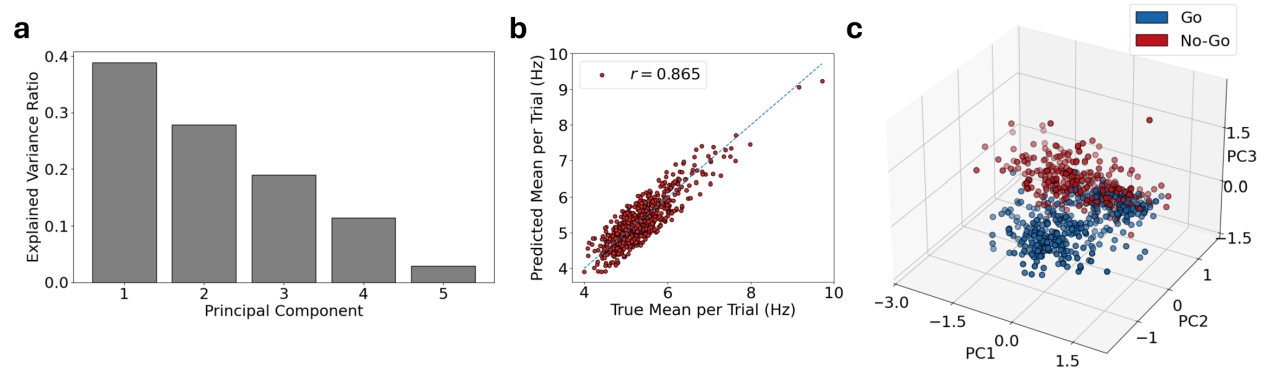 a
Explained Variance Ratio
0.4
0.3
0.2
0.1
0.0
1 2 3 4 5
Principal Component
b
Predicted Mean per Trial (Hz)
r = 0.865
10
9
8
7
6
5
4
4 6 8 10
True Mean per Trial (Hz)
c
Go
No-Go
1.5
PC3
0.0
−1.5
1
0
PC2
−1
−3.0
−1.5
0.0
PC1
1.5